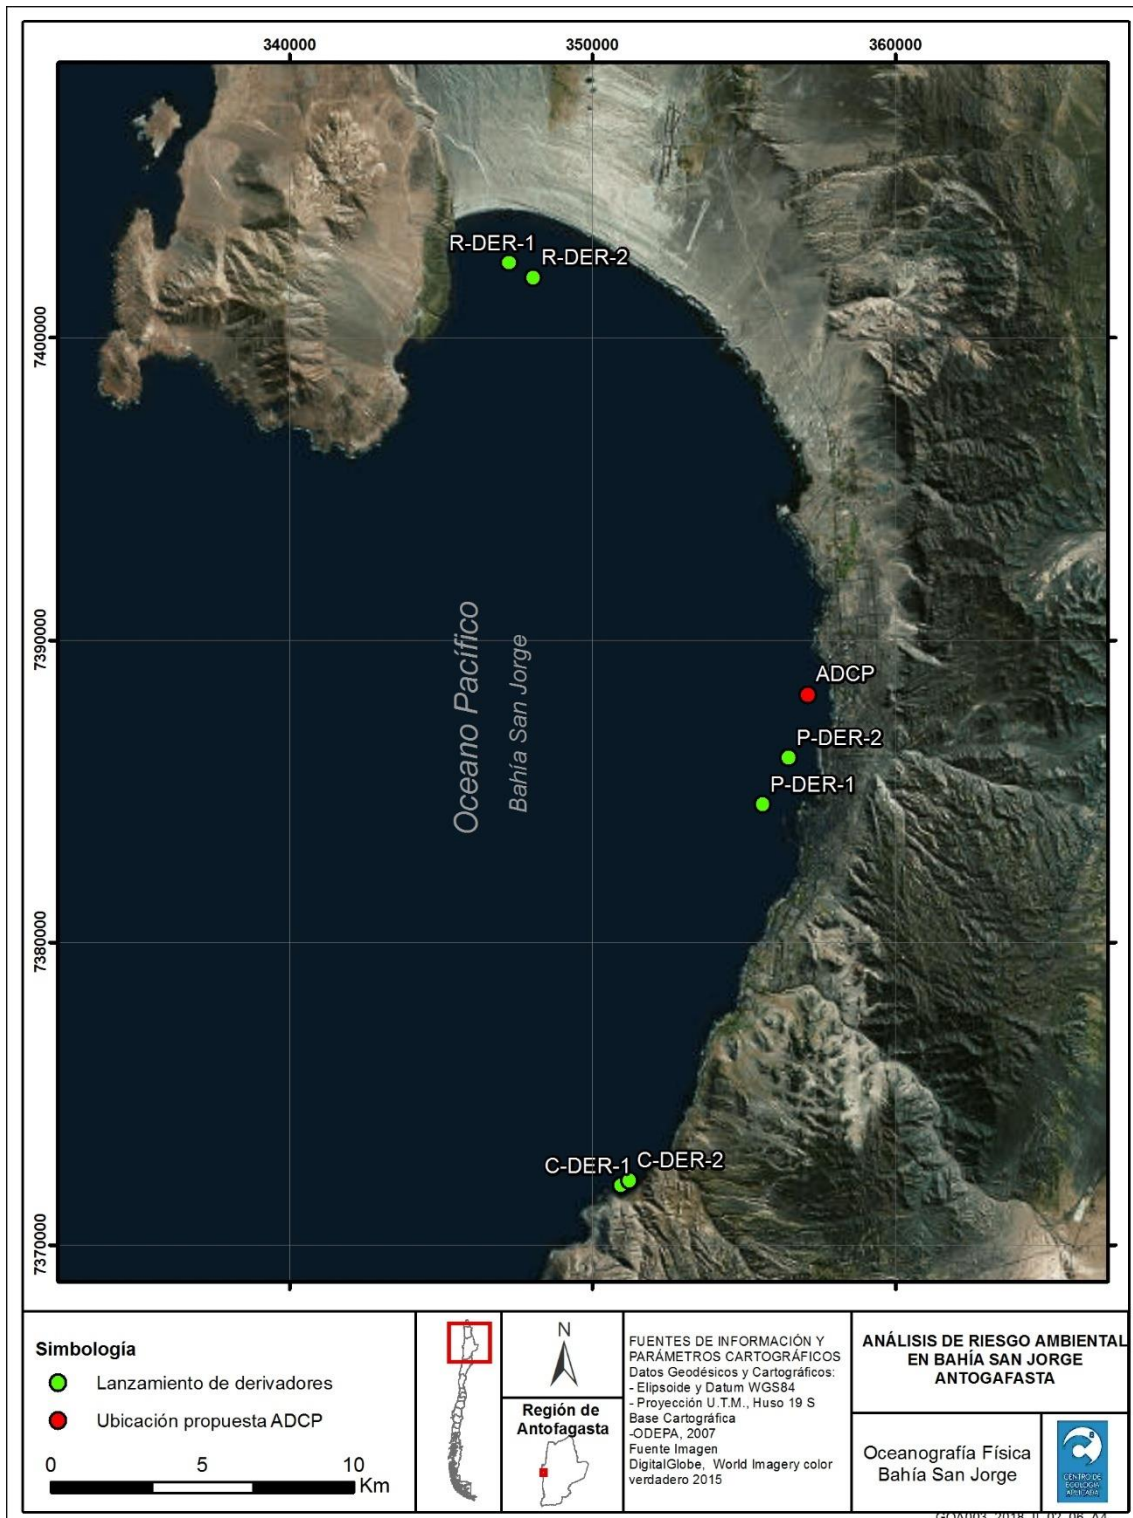 340000
350000
360000
7400000
7390000
7380000
7370000
R-DER-1
R-DER-2
Oceano Pacífico
Bahía San Jorge
ADCP
P-DER-2
P-DER-1
C-DER-1
C-DER-2
Simbología
Lanzamiento de derivadores
Ubicación propuesta ADCP
0 5 10
Km
N
Región de
Antofagasta
FUENTES DE INFORMACIÓN Y
PARÁMETROS CARTOGRÁFICOS
Datos Geodésicos y Cartográficos:
- Elipsoide y Datum WGS84
- Proyección U.T.M., Huso 19 S
Base Cartográfica
-ODEPA, 2007
Fuente Imagen
DigitalGlobe, World Imagery color
verdadero 2015
ANÁLISIS DE RIESGO AMBIENTAL
EN BAHÍA SAN JORGE
ANTOGAFASTA
Oceanografía Física
Bahía San Jorge
CENTRO DE
ECOLOGÍA
APLICADA